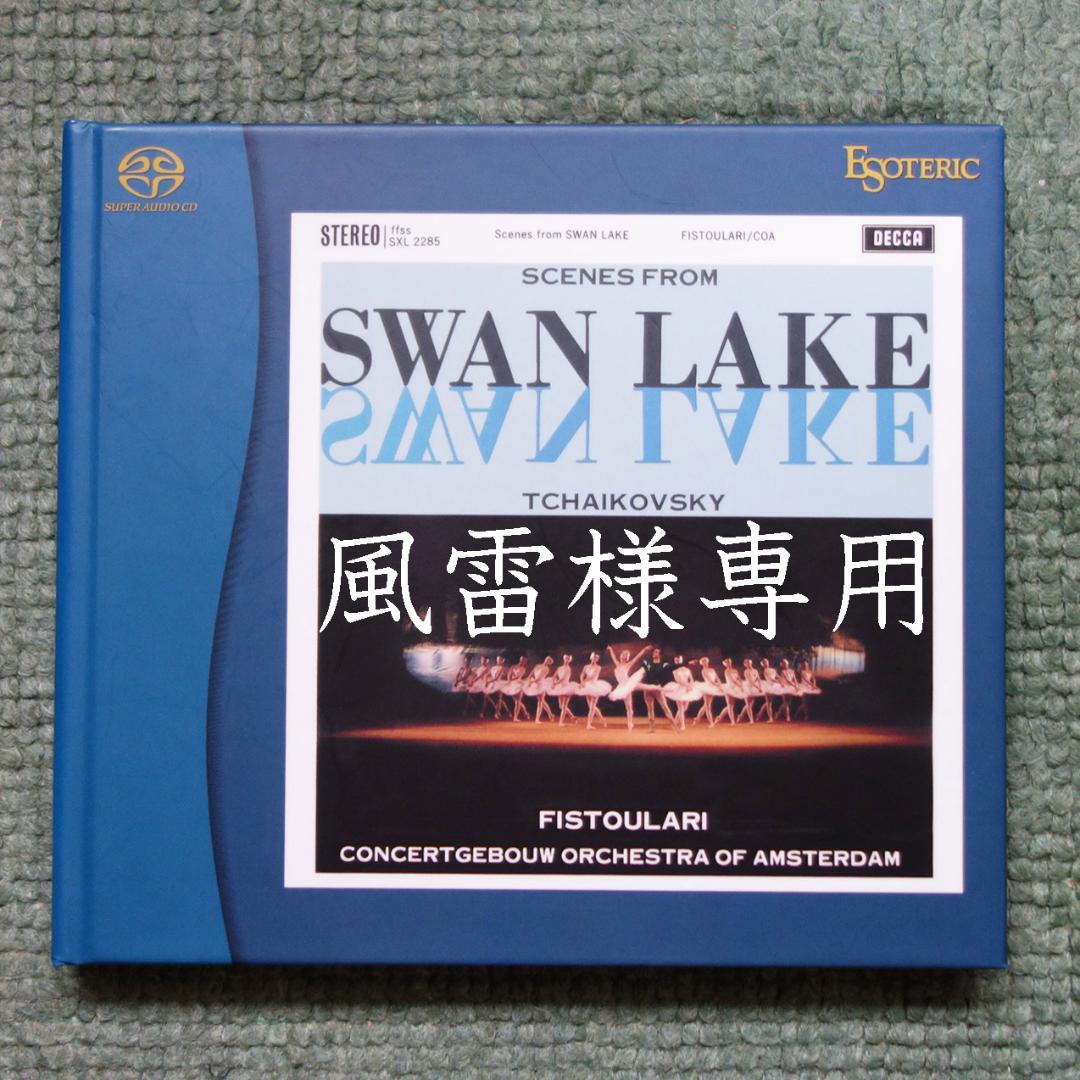 SUPER AUDIO CD
ESOTERIC
STEREO
ffss
SXL 2285
Scenes from SWAN LAKE
FISTOULARI/COA
DECCA
SCENES FROM
SWAN LAKE
SWAN LAKE
TCHAIKOVSKY
風雷様専用
FISTOULARI
CONCERTGEBOUW ORCHESTRA OF AMSTERDAM